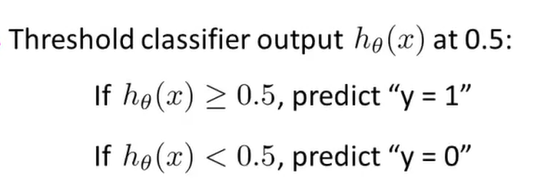 Threshold classifier output hθ(x) at 0.5:
If hθ(x) ≥ 0.5, predict “y = 1”
If hθ(x) < 0.5, predict “y = 0”